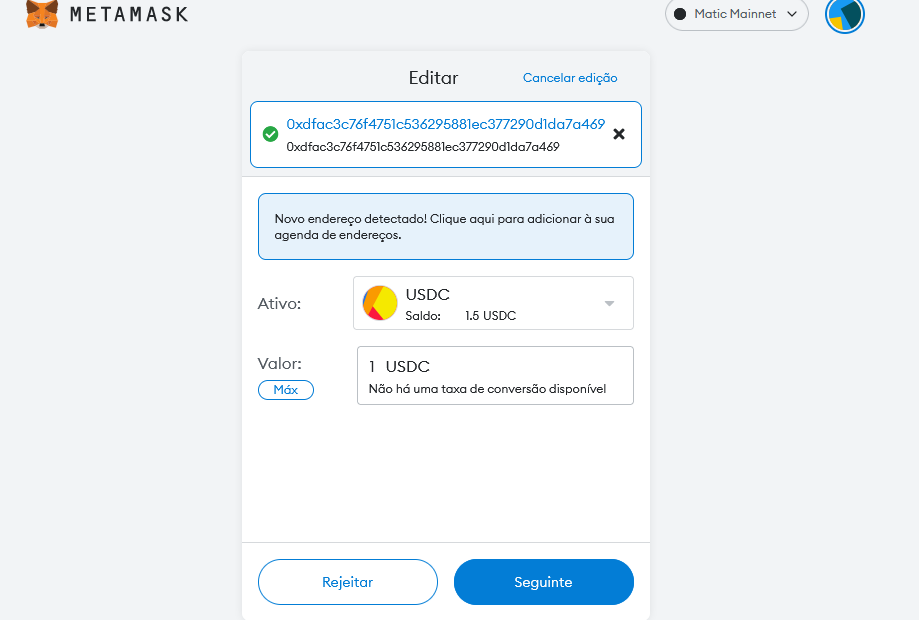 METAMASK
Matic Mainnet
Editar
Cancelar edição
0xdfac3c76f4751c536295881ec377290d1da7a469
0xdfac3c76f4751c536295881ec377290d1da7a469
Novo endereço detectado! Clique aqui para adicionar à sua
agenda de endereços.
Ativo:
USDC
Saldo: 1.5 USDC
Valor:
Máx
1 USDC
Não há uma taxa de conversão disponível
Rejeitar
Seguinte